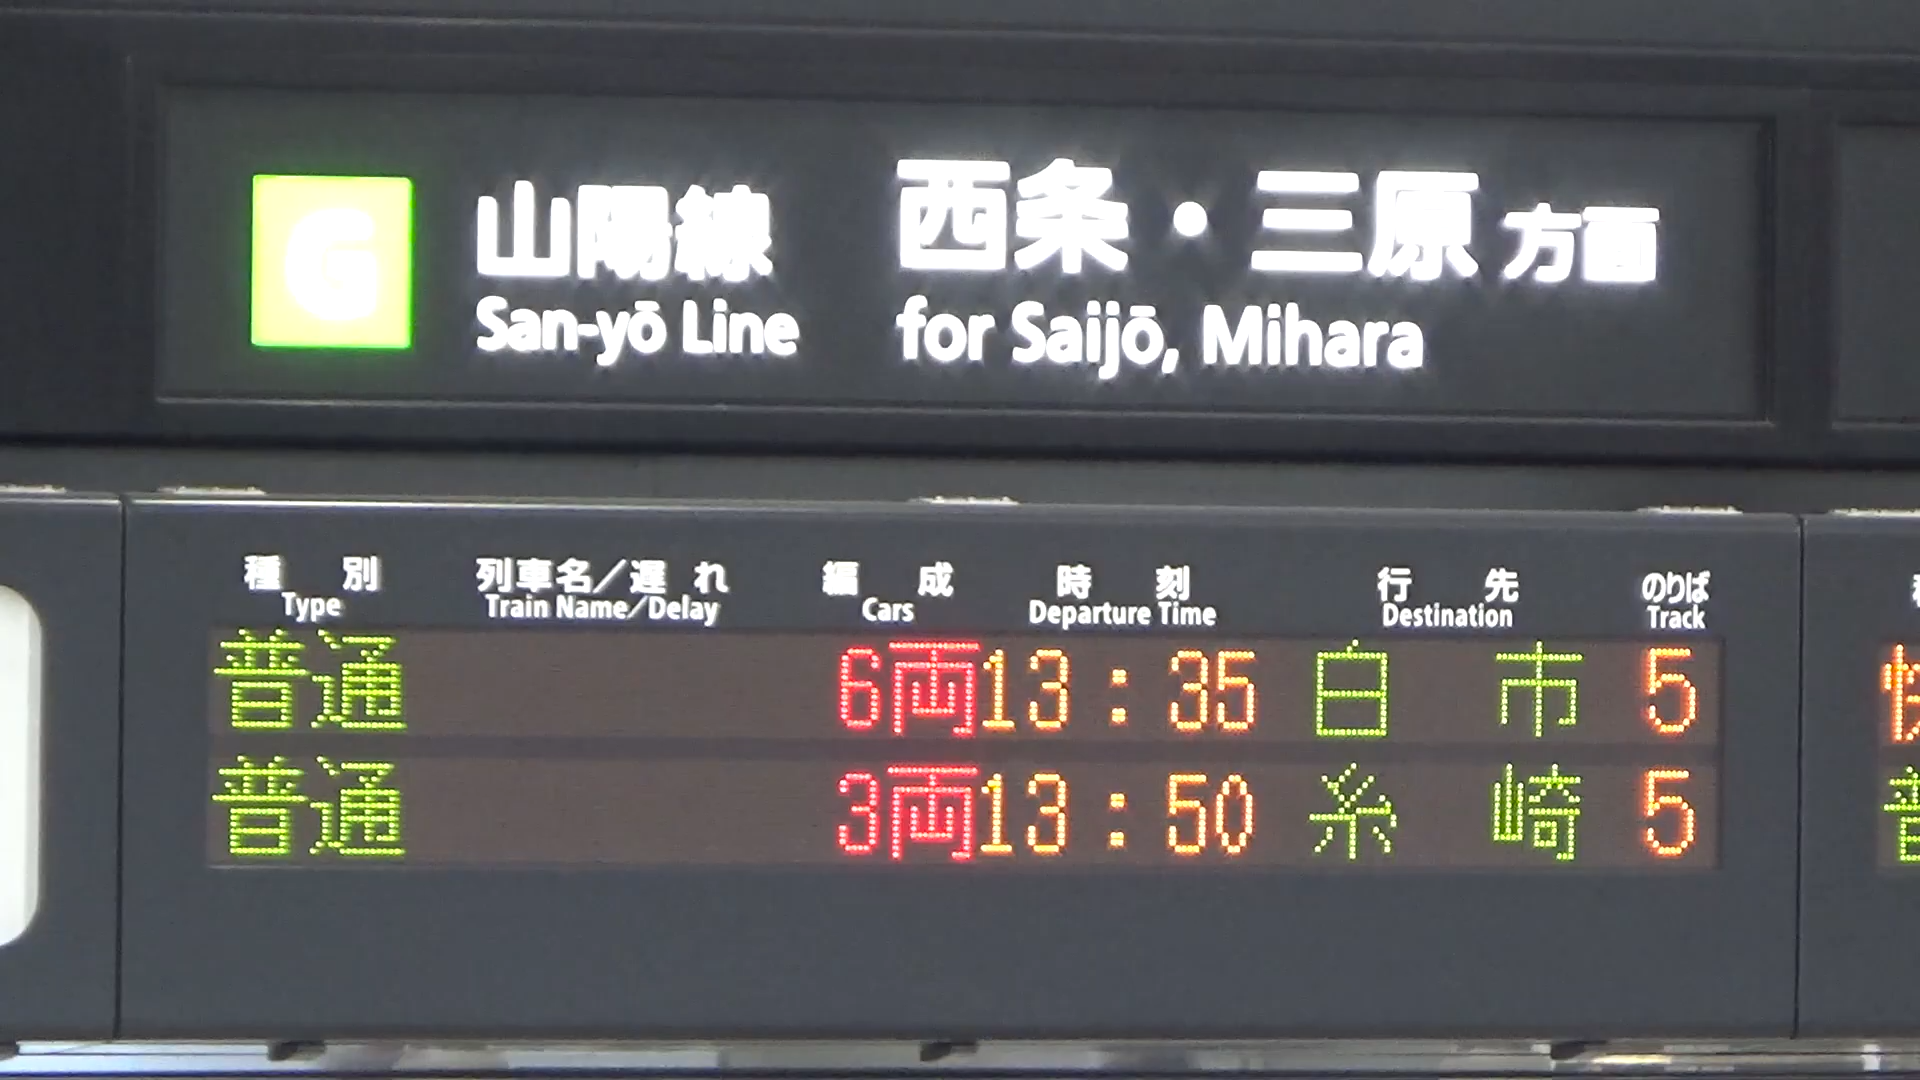 G 山陽線 西条・三原 方面
San-yō Line for Saijō, Mihara
種別 列車名/遅れ 編成 時刻 行先 のりば
Type Train Name/Delay Cars Departure Time Destination Track
普通 6両 13:35 白市 5
普通 3両 13:50 糸崎 5